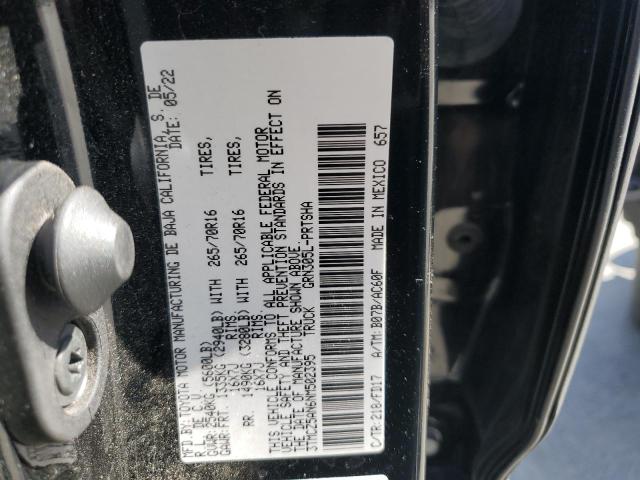 MFD.BY:TOYOTA MOTOR MANUFACTURING DE BAJA CALIFORNIA, S. DE
R.L. DE C.V. DATE: 05/22
GVWR 2540KG (5600LB)
GAWR:FRT. 1335KG (2940LB) WITH 265/70R16 TIRES,
16X7J RIMS,
RR. 1490KG (3280LB) WITH 265/70R16 TIRES,
16X7J RIMS.
THIS VEHICLE CONFORMS TO ALL APPLICABLE FEDERAL MOTOR
VEHICLE SAFETY AND THEFT PREVENTION STANDARDS IN EFFECT ON
THE DATE OF MANUFACTURE SHOWN ABOVE.
3TMCZ5AN6NM502395 TRUCK GRN305L-PRTSHA
C/TR:218/FD17 A/TM:B07B/AC60F MADE IN MEXICO 657